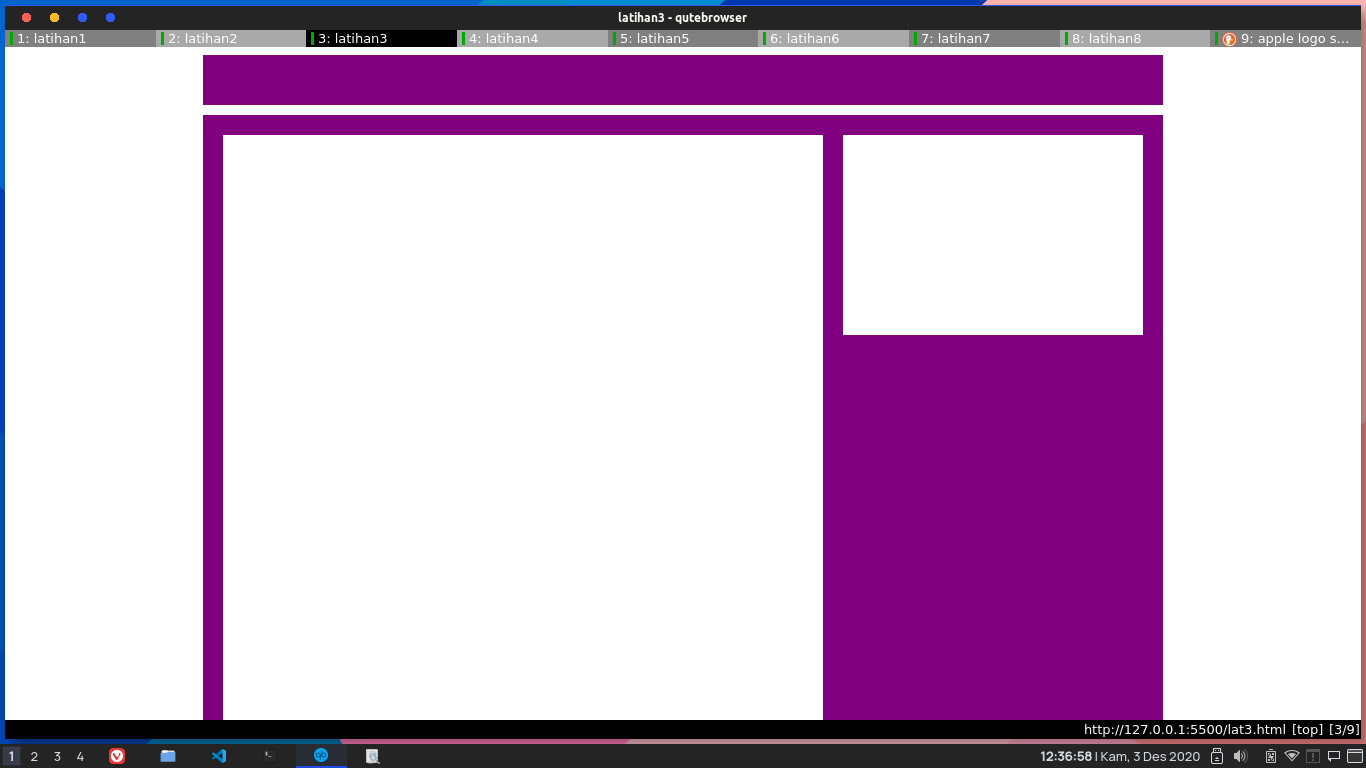 latihan3 - qutebrowser
1: latihan1 2: latihan2 3: latihan3 4: latihan4 5: latihan5 6: latihan6 7: latihan7 8: latihan8 9: apple logo s...
http://127.0.0.1:5500/lat3.html [top] [3/9]
1 2 3 4 12:36:58 | Kam, 3 Des 2020